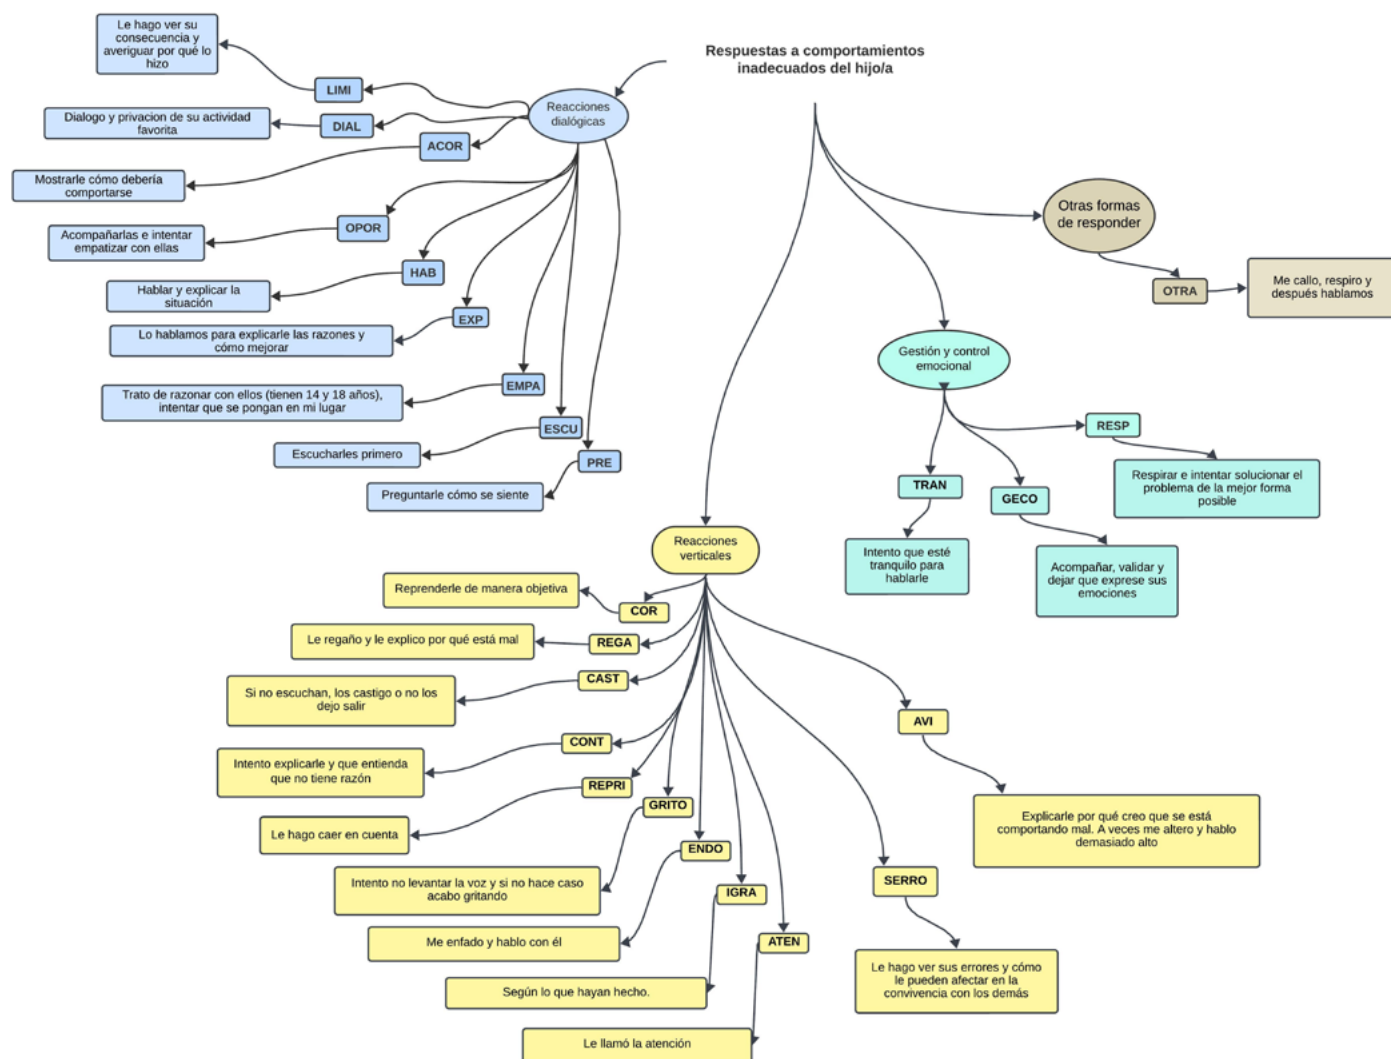 Respuestas a comportamientos
inadecuados del hijo/a
Reacciones
dialógicas
LIMI
Le hago ver su
consecuencia y
averiguar por qué lo
hizo
DIAL
Dialogo y privacion de su actividad
favorita
ACOR
Mostrarle cómo debería
comportarse
OPOR
Acompañarlas e intentar
empatizar con ellas
HAB
Hablar y explicar la
situación
EXP
Lo hablamos para explicarle las razones y
cómo mejorar
EMPA
Trato de razonar con ellos (tienen 14 y 18 años),
intentar que se pongan en mi lugar
ESCU
Escucharles primero
PRE
Preguntarle cómo se siente
Otras formas
de responder
OTRA
Me callo, respiro y
después hablamos
Gestión y control
emocional
RESP
Respirar e intentar solucionar el
problema de la mejor forma
posible
TRAN
Intento que esté
tranquilo para
hablarle
GECO
Acompañar, validar y
dejar que exprese sus
emociones
Reacciones
verticales
COR
Reprenderle de manera objetiva
REGA
Le regaño y le explico por qué está mal
CAST
Si no escuchan, los castigo o no los
dejo salir
CONT
Intento explicarle y que entienda
que no tiene razón
REPRI
Le hago caer en cuenta
GRITO
Intento no levantar la voz y si no hace caso
acabo gritando
ENDO
Me enfado y hablo con él
IGRA
Según lo que hayan hecho.
ATEN
Le llamó la atención
SERRO
Le hago ver sus errores y cómo
le pueden afectar en la
convivencia con los demás
AVI
Explicarle por qué creo que se está
comportando mal. A veces me altero y hablo
demasiado alto